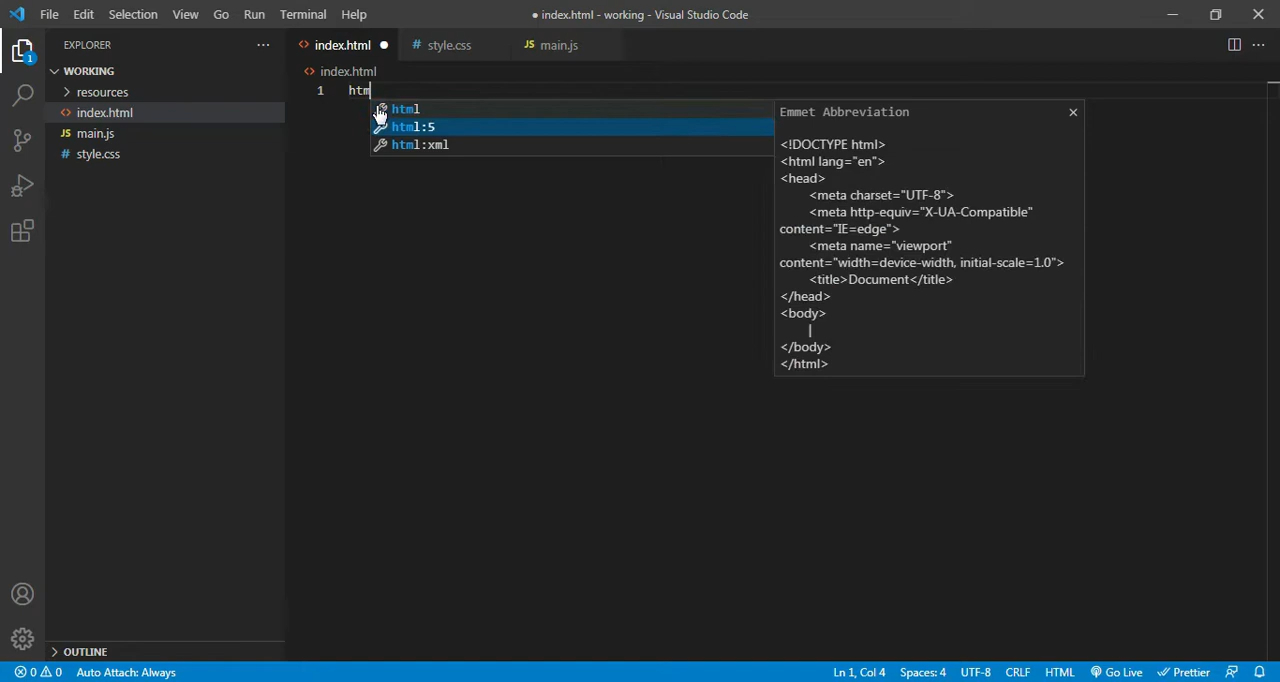 File Edit Selection View Go Run Terminal Help
● index.html - working - Visual Studio Code
EXPLORER ...
index.html ●
# style.css
JS main.js
...
WORKING
<> index.html
resources
<> index.html
JS main.js
# style.css
1 htm
html
html:5
html:xml
Emmet Abbreviation
<!DOCTYPE html>
<html lang="en">
<head>
<meta charset="UTF-8">
<meta http-equiv="X-UA-Compatible"
content="IE=edge">
<meta name="viewport"
content="width=device-width, initial-scale=1.0">
<title>Document</title>
</head>
<body>
|
</body>
</html>
1
OUTLINE
0 0 Auto Attach: Always
Ln 1, Col 4 Spaces: 4 UTF-8 CRLF HTML Go Live Prettier